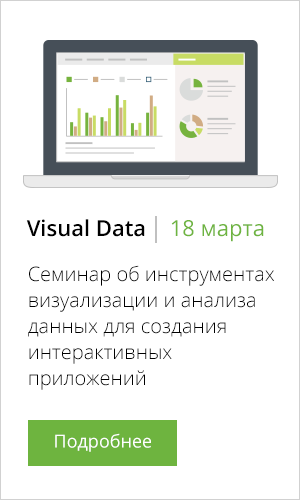 Visual Data | 18 марта
Семинар об инструментах
визуализации и анализа
данных для создания
интерактивных
приложений
Подробнее